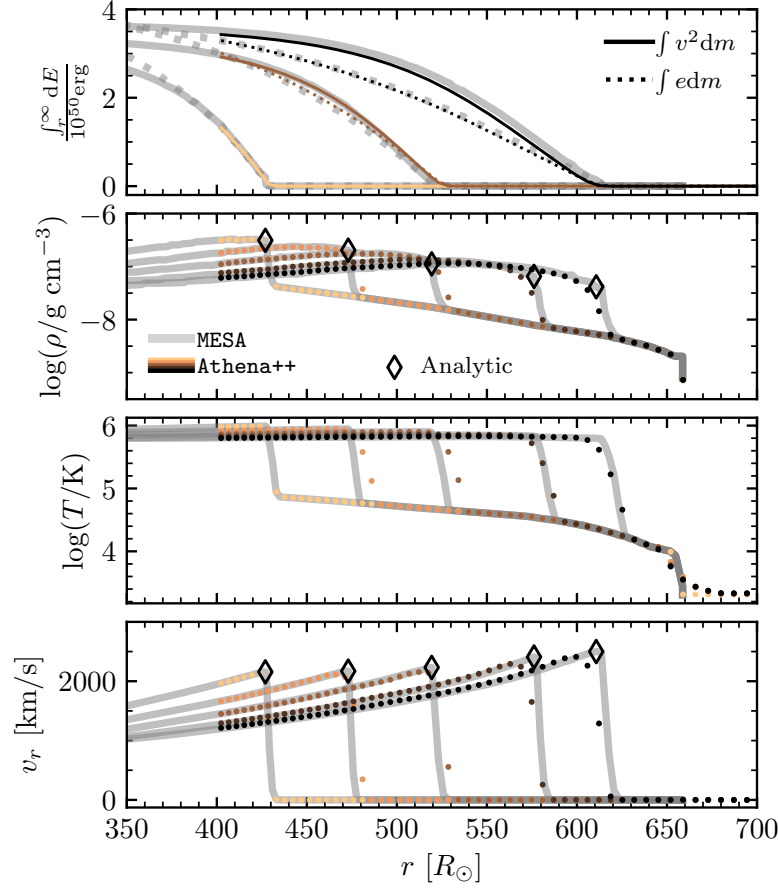 ∫_r^∞ dE / 10^50 erg
4
2
0
∫ v² dm
∫ e dm
log(ρ/g cm⁻³)
−6
−8
MESA
Athena++
Analytic
log(T/K)
6
5
4
v_r [km/s]
2000
0
350 400 450 500 550 600 650 700
r [R⊙]